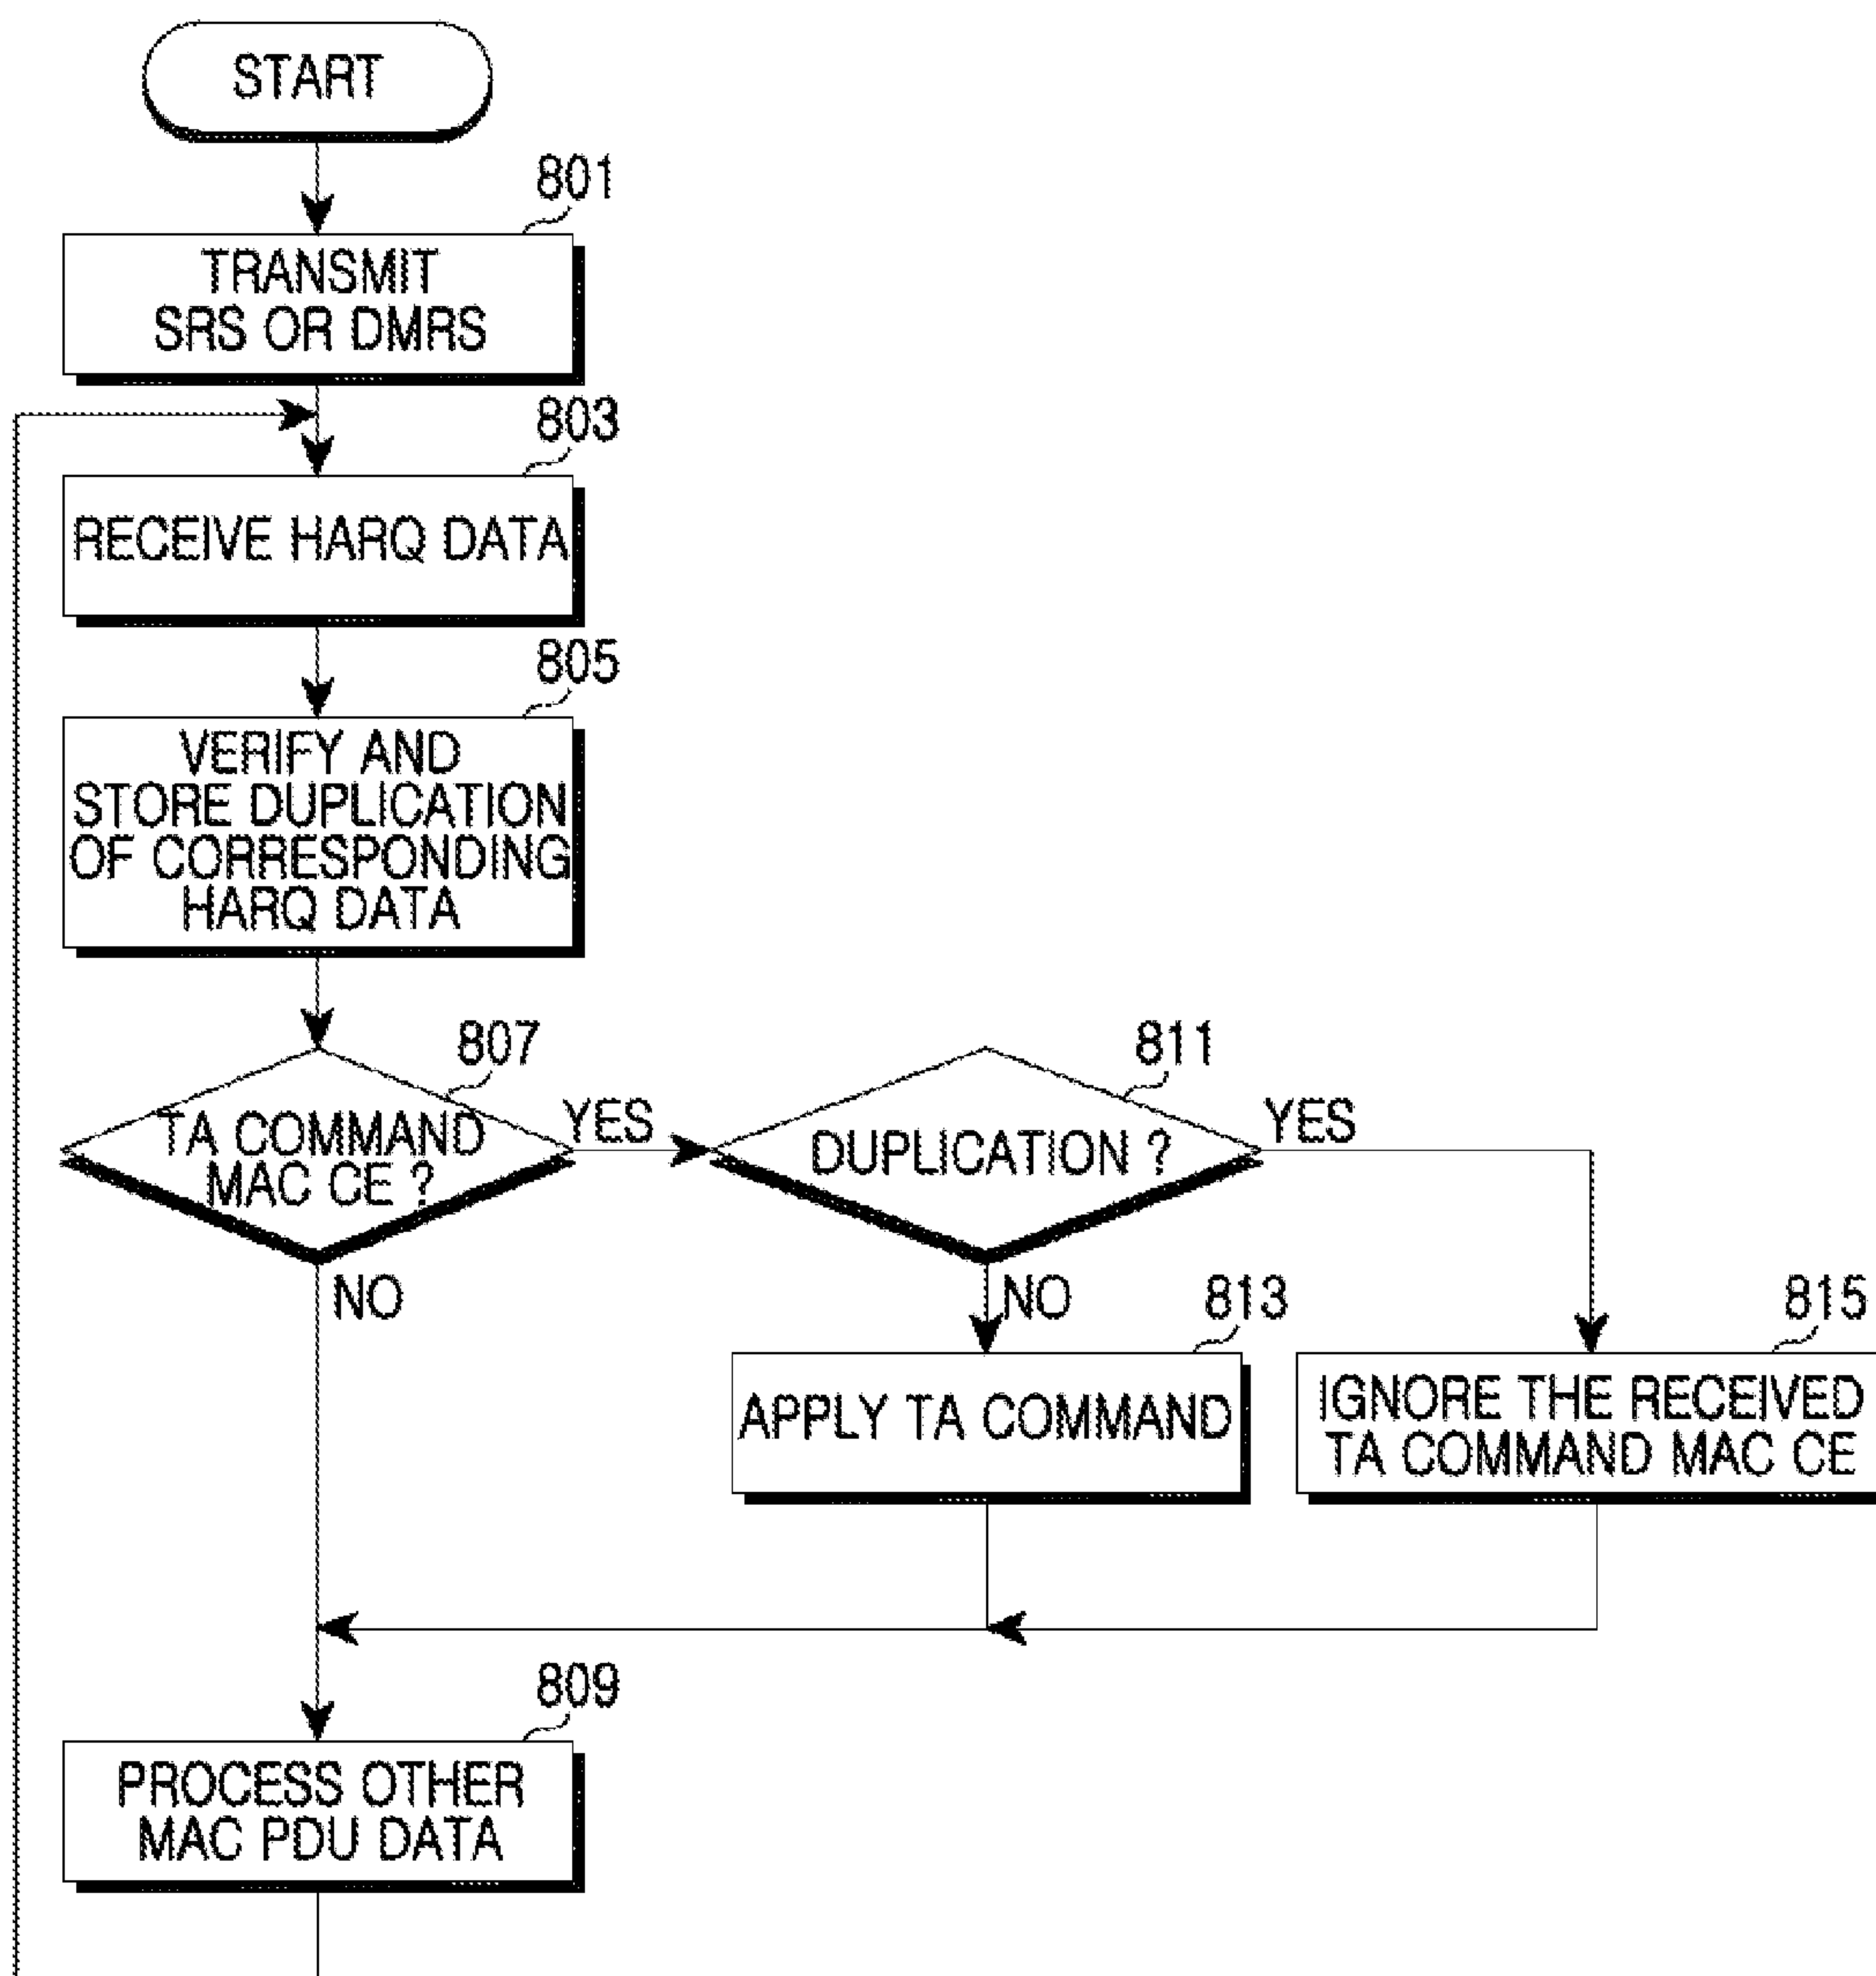 START
801
TRANSMIT
SRS OR DMRS
803
RECEIVE HARQ DATA
805
VERIFY AND
STORE DUPLICATION
OF CORRESPONDING
HARQ DATA
807
TA COMMAND
MAC CE ?
YES
NO
811
DUPLICATION ?
YES
NO
813
APPLY TA COMMAND
815
IGNORE THE RECEIVED
TA COMMAND MAC CE
809
PROCESS OTHER
MAC PDU DATA